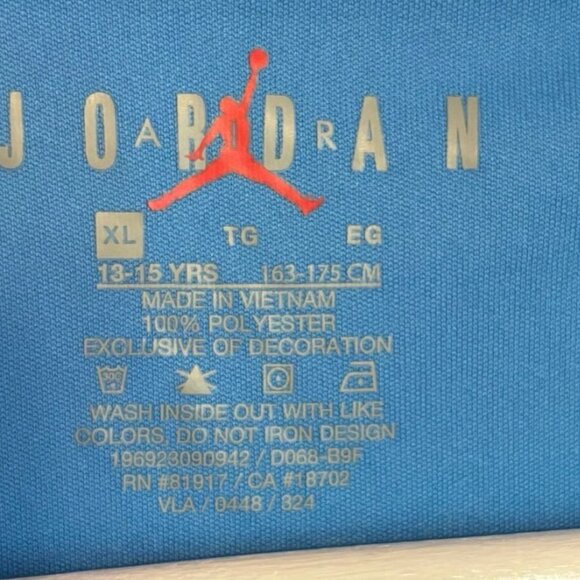 JORDAN
AIR
XL TG EG
13-15 YRS 163-175 CM
MADE IN VIETNAM
100% POLYESTER
EXCLUSIVE OF DECORATION
30°
WASH INSIDE OUT WITH LIKE
COLORS, DO NOT IRON DESIGN
196923090942 / D068-B9F
RN #81917 / CA #18702
VLA / 0448 / 324